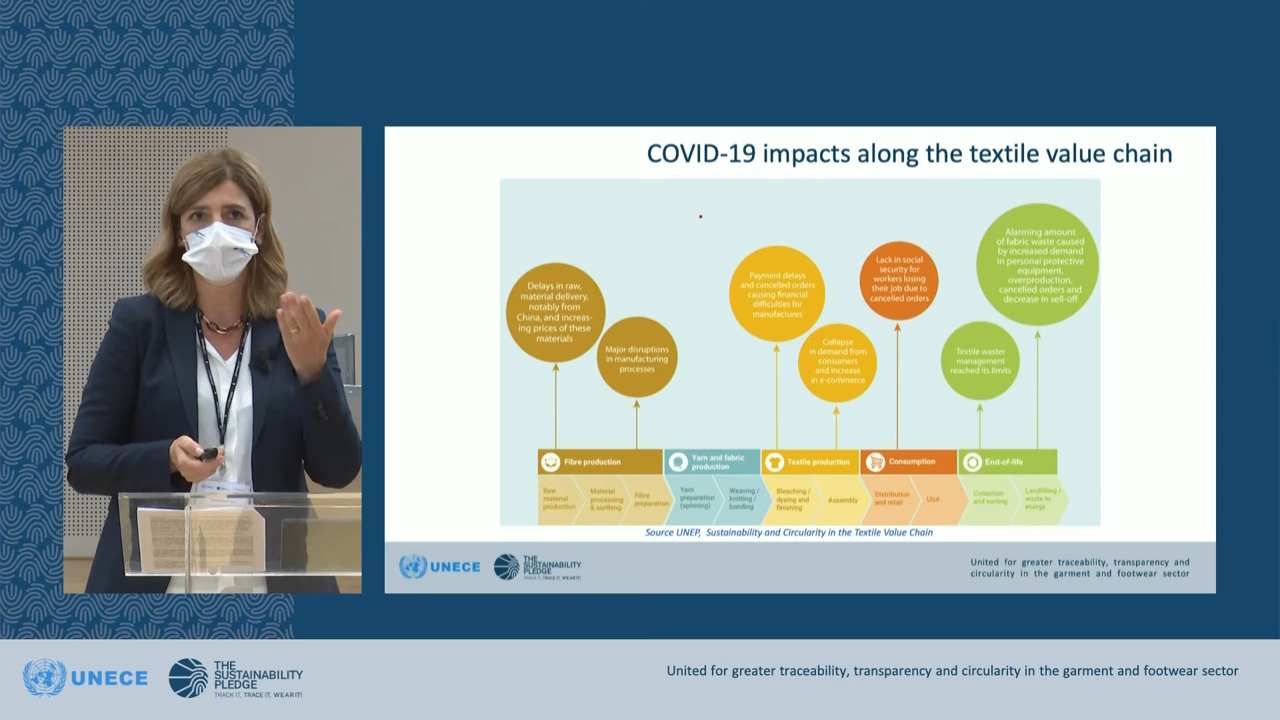 COVID-19 impacts along the textile value chain
Delays in raw,
material delivery,
notably from
China, and increas-
ing prices of these
materials
Major disruptions
in manufacturing
processes
Payment delays
and cancelled orders
causing financial
difficulties for
manufactures
Collapse
in demand from
consumers
and increase
in e-commerce
Lack in social
security for
workers losing
their job due to
cancelled orders
Textile waster
management
reached its limits
Alarming amount
of fabric waste caused
by increased demand
in personal protective
equipment,
overproduction,
cancelled orders and
decrease in sell-off
Fibre production
Yarn and fabric
production
Textile production
Consumption
End-of-life
Raw
material
production
Material
processing
& sorthing
Fibre
preparation
Yarn
preparation
(spinning)
Weaving /
knitting /
bonding
Bleaching /
dyeing and
finishing
Assembly
Distribution
and retail
Use
Collection
and sorting
Landfilling /
waste to
energy
Source UNEP, Sustainability and Circularity in the Textile Value Chain
UNECE
THE
SUSTAINABILITY
PLEDGE
TRACK IT, TRACE IT, WEAR IT!
United for greater traceability, transparency and
circularity in the garment and footwear sector
UNECE
THE
SUSTAINABILITY
PLEDGE
TRACK IT, TRACE IT, WEAR IT!
United for greater traceability, transparency and circularity in the garment and footwear sector